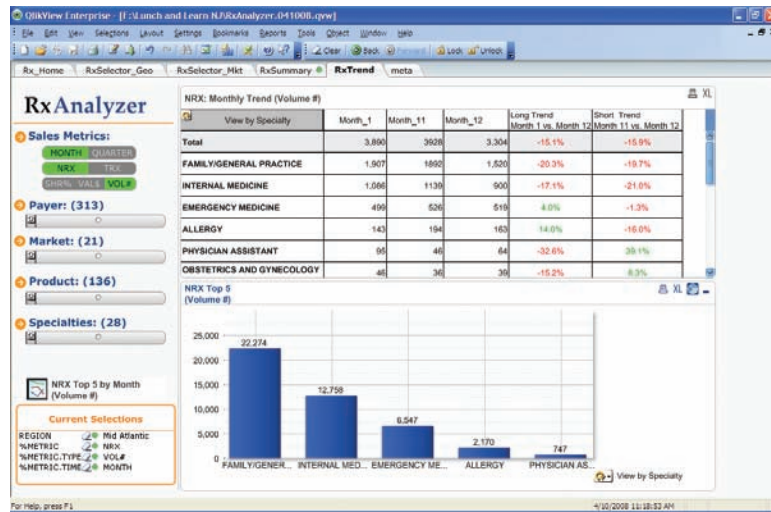 QlikView Enterprise - [F:\Lunch and Learn NJ\RxAnalyzer.041008.qvw]
File Edit View Selections Layout Settings Bookmarks Reports Tools Object Window Help
Clear Back Forward Lock Unlock
Rx_Home RxSelector_Geo RxSelector_Mkt RxSummary RxTrend meta
RxAnalyzer
Sales Metrics:
MONTH QUARTER
NRX TRX
SHR% VAL$ VOL#
Payer: (313)
Market: (21)
Product: (136)
Specialties: (28)
NRX Top 5 by Month
(Volume #)
Current Selections
REGION Mid Atlantic
%METRIC NRX
%METRIC.TYPE VOL#
%METRIC.TIME MONTH
NRX: Monthly Trend (Volume #)
XL
View by Specialty Month_1 Month_11 Month_12 Long Trend Month 1 vs. Month 12 Short Trend Month 11 vs. Month 12
Total 3,890 3928 3,304 -15.1% -15.9%
FAMILY/GENERAL PRACTICE 1,907 1892 1,520 -20.3% -19.7%
INTERNAL MEDICINE 1,086 1139 900 -17.1% -21.0%
EMERGENCY MEDICINE 499 526 519 4.0% -1.3%
ALLERGY 143 194 163 14.0% -16.0%
PHYSICIAN ASSISTANT 95 46 64 -32.6% 39.1%
OBSTETRICS AND GYNECOLOGY 46 36 39 -15.2% 8.3%
NRX Top 5
(Volume #)
XL
25,000
20,000
15,000
10,000
5,000
0
22,274
12,758
6,547
2,170
747
FAMILY/GENER... INTERNAL MED... EMERGENCY ME... ALLERGY PHYSICIAN AS...
View by Specialty
For Help, press F1
4/10/2008 11:18:53 AM